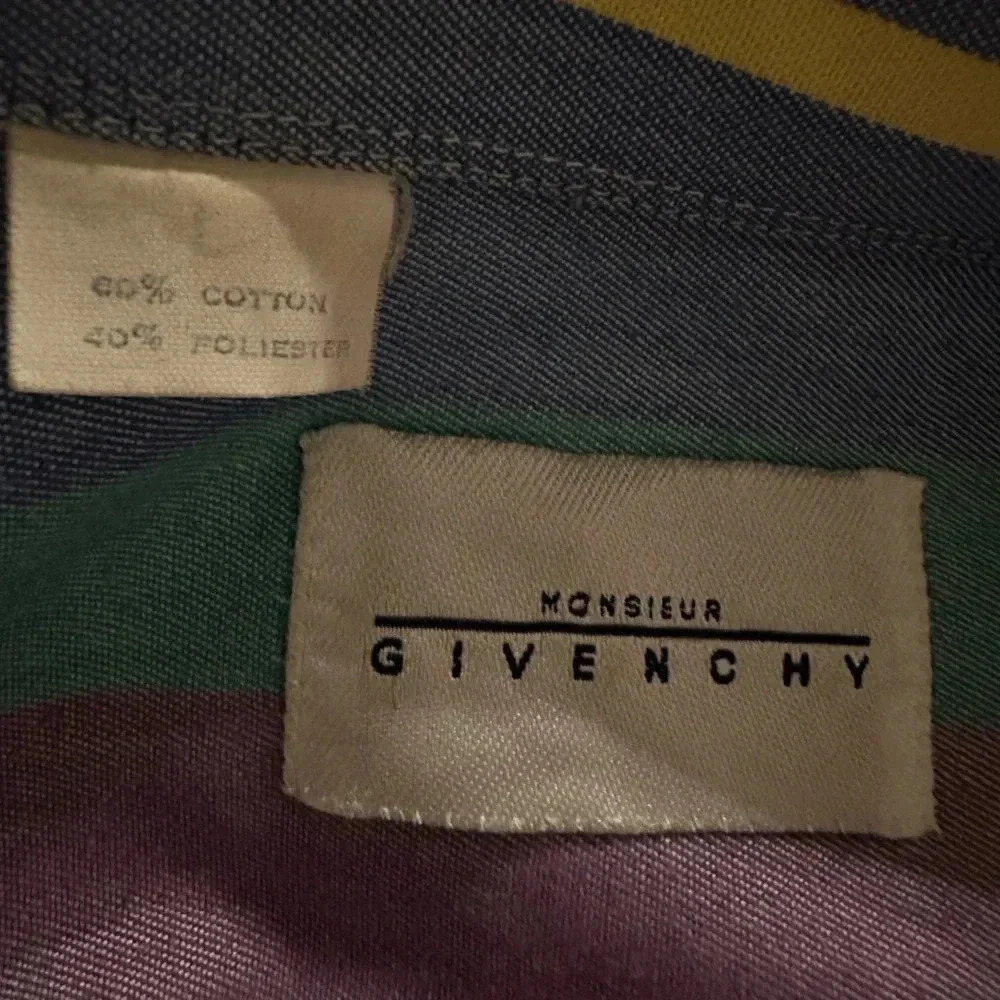 L
60% COTTON
40% POLIESTER
MONSIEUR
GIVENCHY